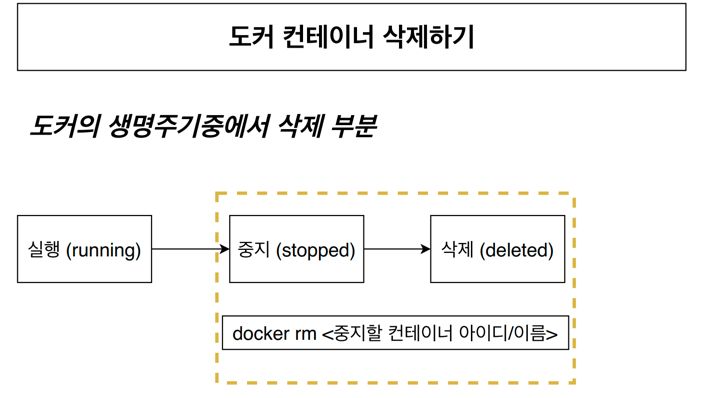 도커 컨테이너 삭제하기
도커의 생명주기중에서 삭제 부분
실행 (running)
중지 (stopped)
삭제 (deleted)
docker rm <중지할 컨테이너 아이디/이름>